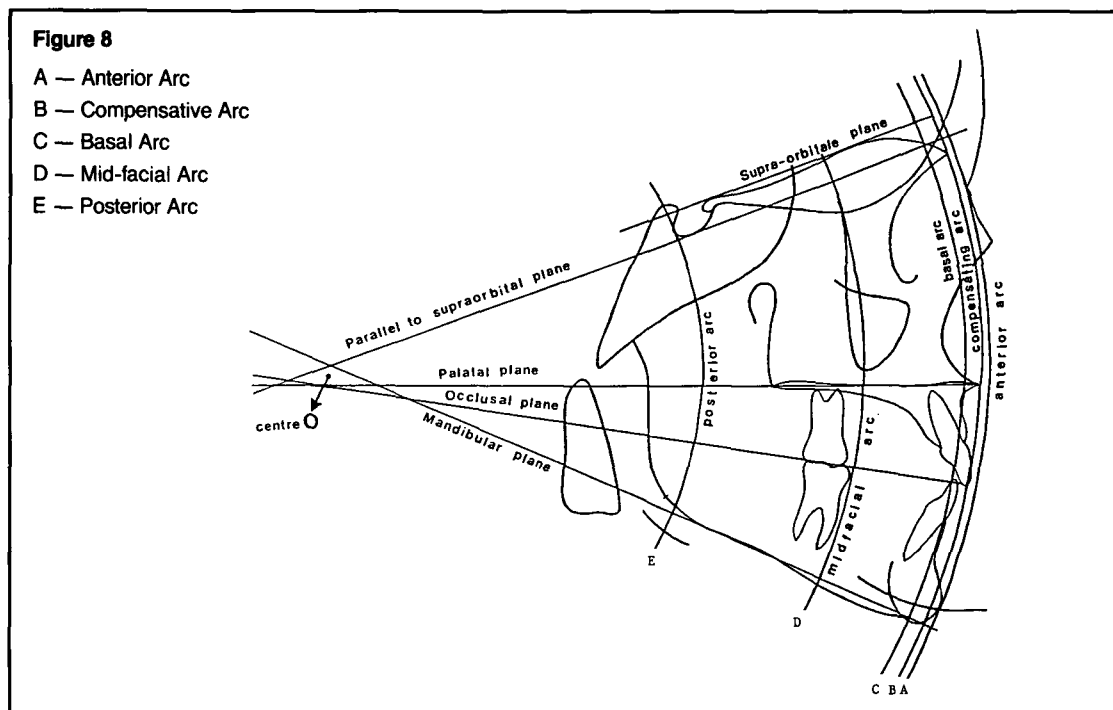 Figure 8
A — Anterior Arc
B — Compensative Arc
C — Basal Arc
D — Mid-facial Arc
E — Posterior Arc
Supra-orbitale plane
Parallel to supraorbital plane
basal arc
compensating arc
anterior arc
posterior arc
Palatal plane
Occlusal plane
Mandibular plane
centre O
midfacial arc
E
D
C B A